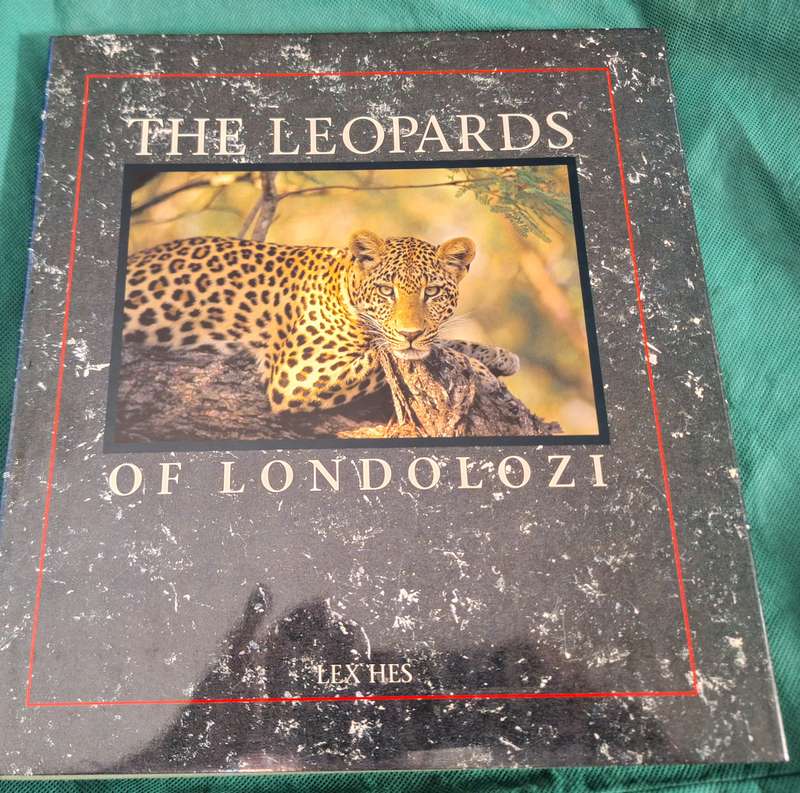 THE LEOPARDS
OF LONDOLOZI
LEX HES